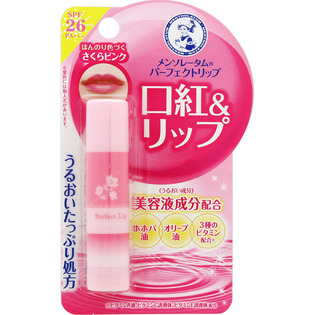 SPF
26
PA++
ほんのり色づく
さくらピンク
メンソレータム®
パーフェクトリップ
口紅&
リップ
うるおいたっぷり処方
(うるおい成分)
美容液成分配合
ホホバ
油
オリーブ
油
3種の
ビタミン
配合
Perfect Lip